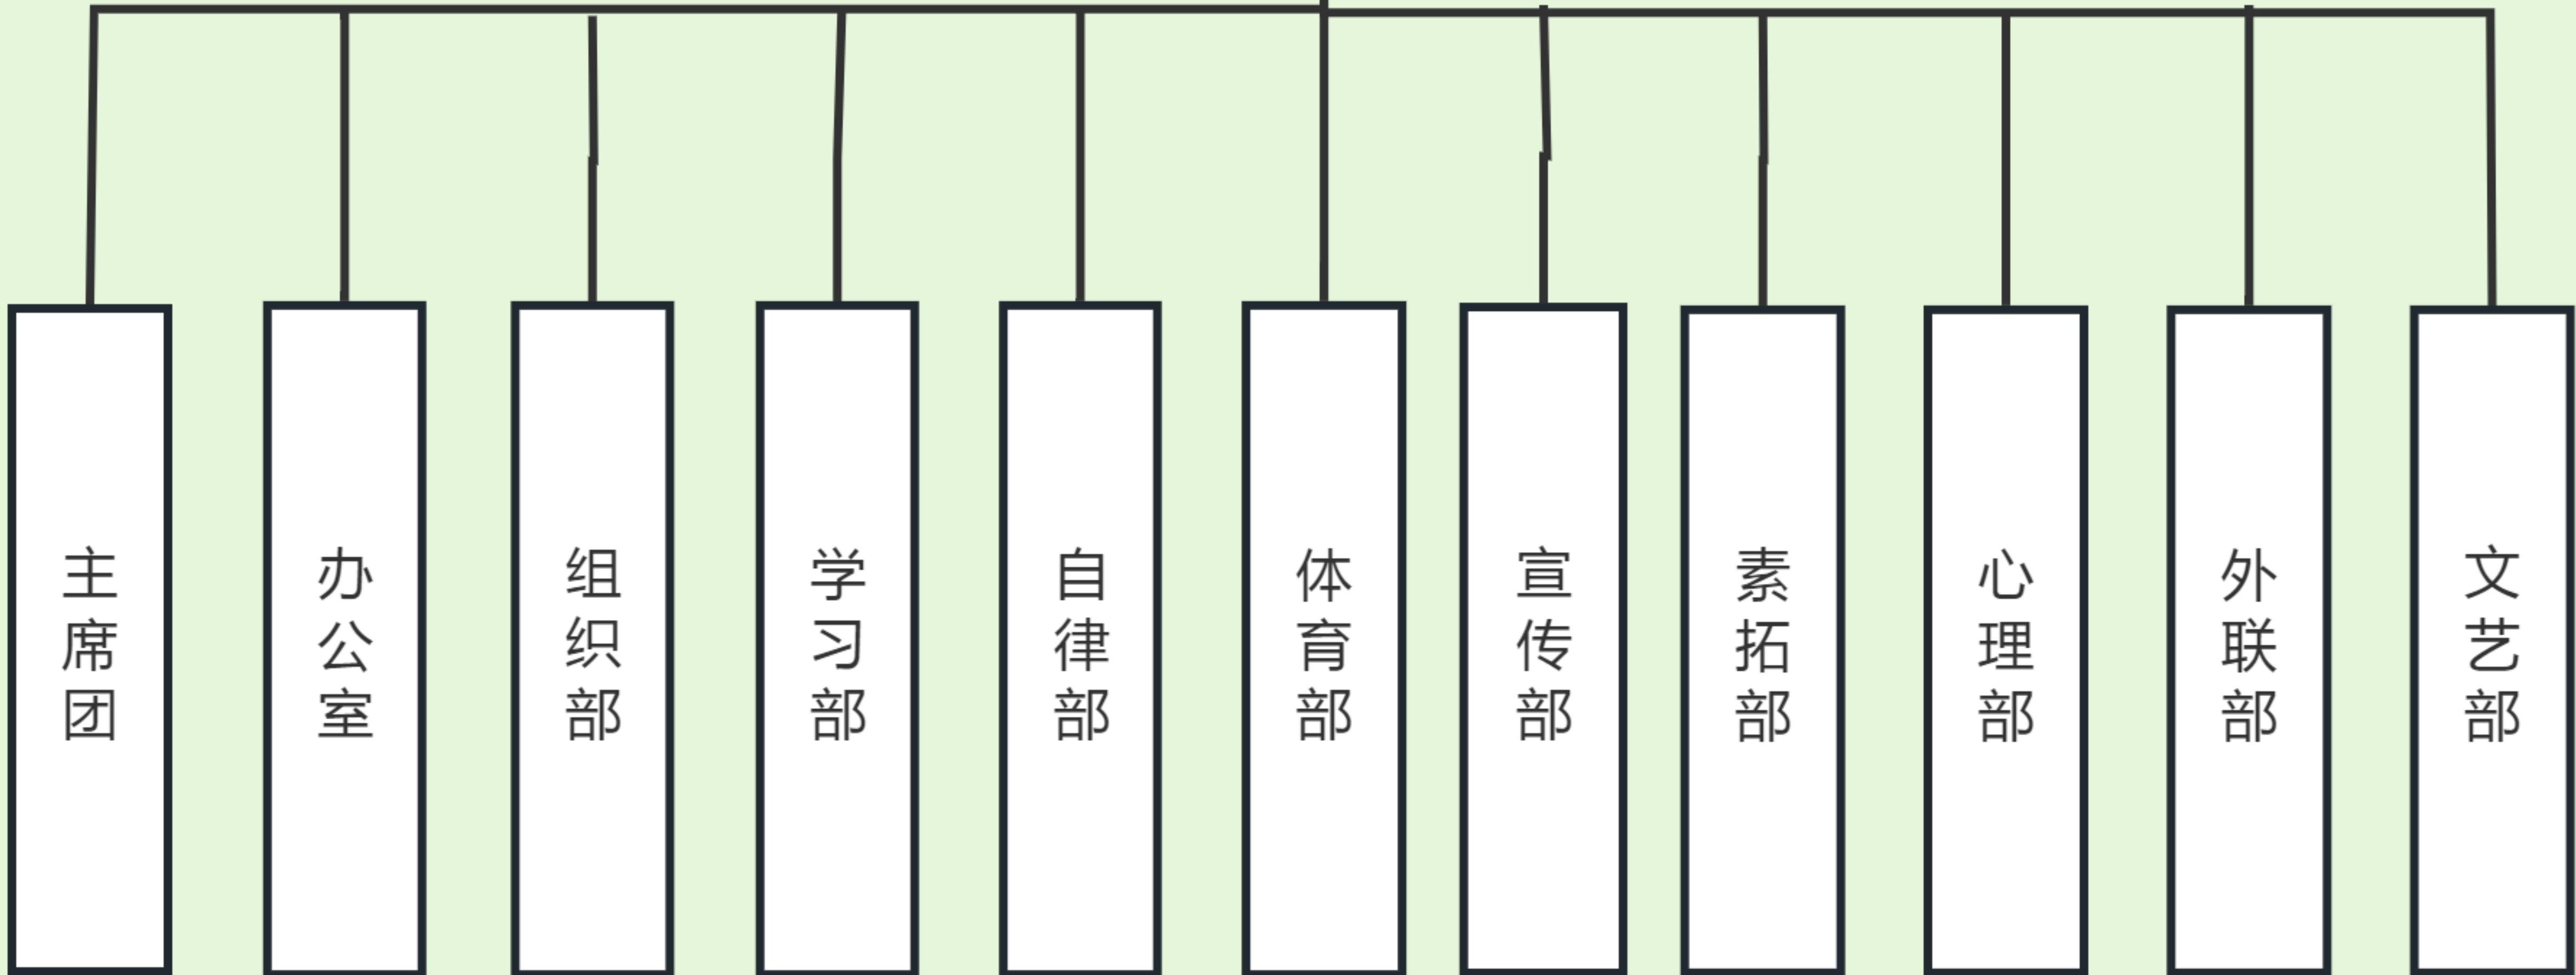 主席团
办公室
组织部
学习部
自律部
体育部
宣传部
素拓部
心理部
外联部
文艺部